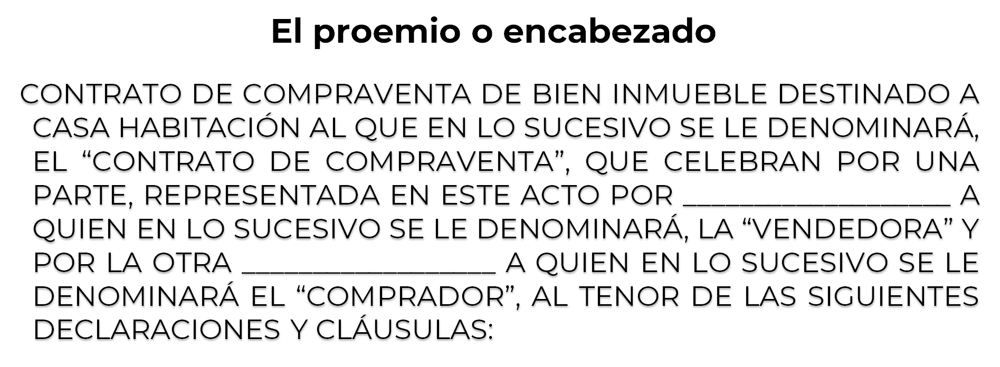 El proemio o encabezado
CONTRATO DE COMPRAVENTA DE BIEN INMUEBLE DESTINADO A
CASA HABITACIÓN AL QUE EN LO SUCESIVO SE LE DENOMINARÁ,
EL “CONTRATO DE COMPRAVENTA”, QUE CELEBRAN POR UNA
PARTE, REPRESENTADA EN ESTE ACTO POR ___________________ A
QUIEN EN LO SUCESIVO SE LE DENOMINARÁ, LA “VENDEDORA” Y
POR LA OTRA __________________ A QUIEN EN LO SUCESIVO SE LE
DENOMINARÁ EL “COMPRADOR”, AL TENOR DE LAS SIGUIENTES
DECLARACIONES Y CLÁUSULAS: